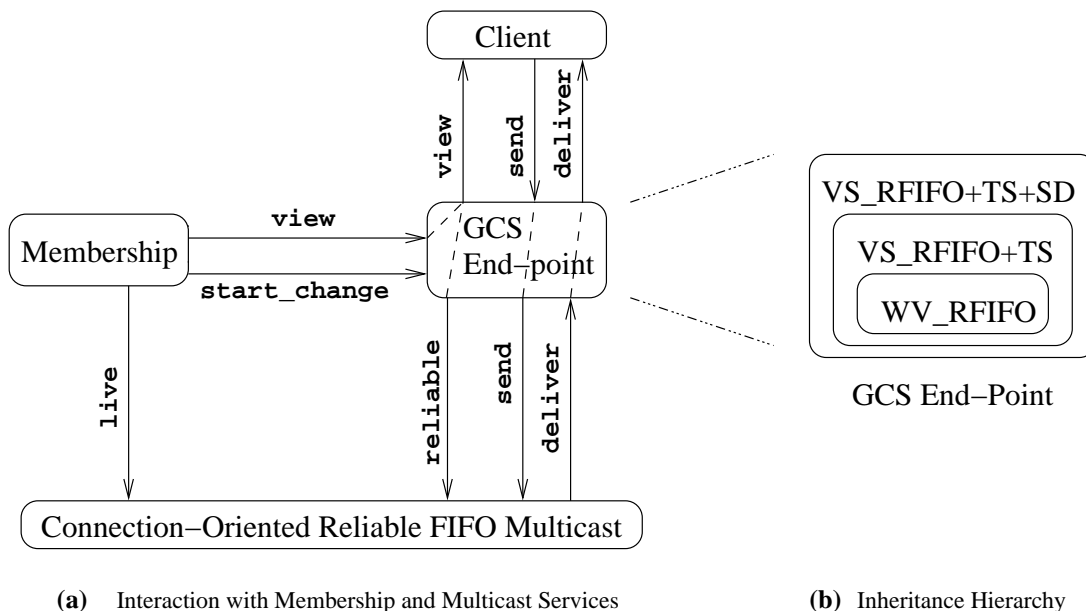 Client
view
send
deliver
VS_RFIFO+TS+SD
view
GCS
End−point
Membership
VS_RFIFO+TS
start_change
WV_RFIFO
live
reliable
send
deliver
GCS End−Point
Connection−Oriented Reliable FIFO Multicast
(a) Interaction with Membership and Multicast Services
(b) Inheritance Hierarchy